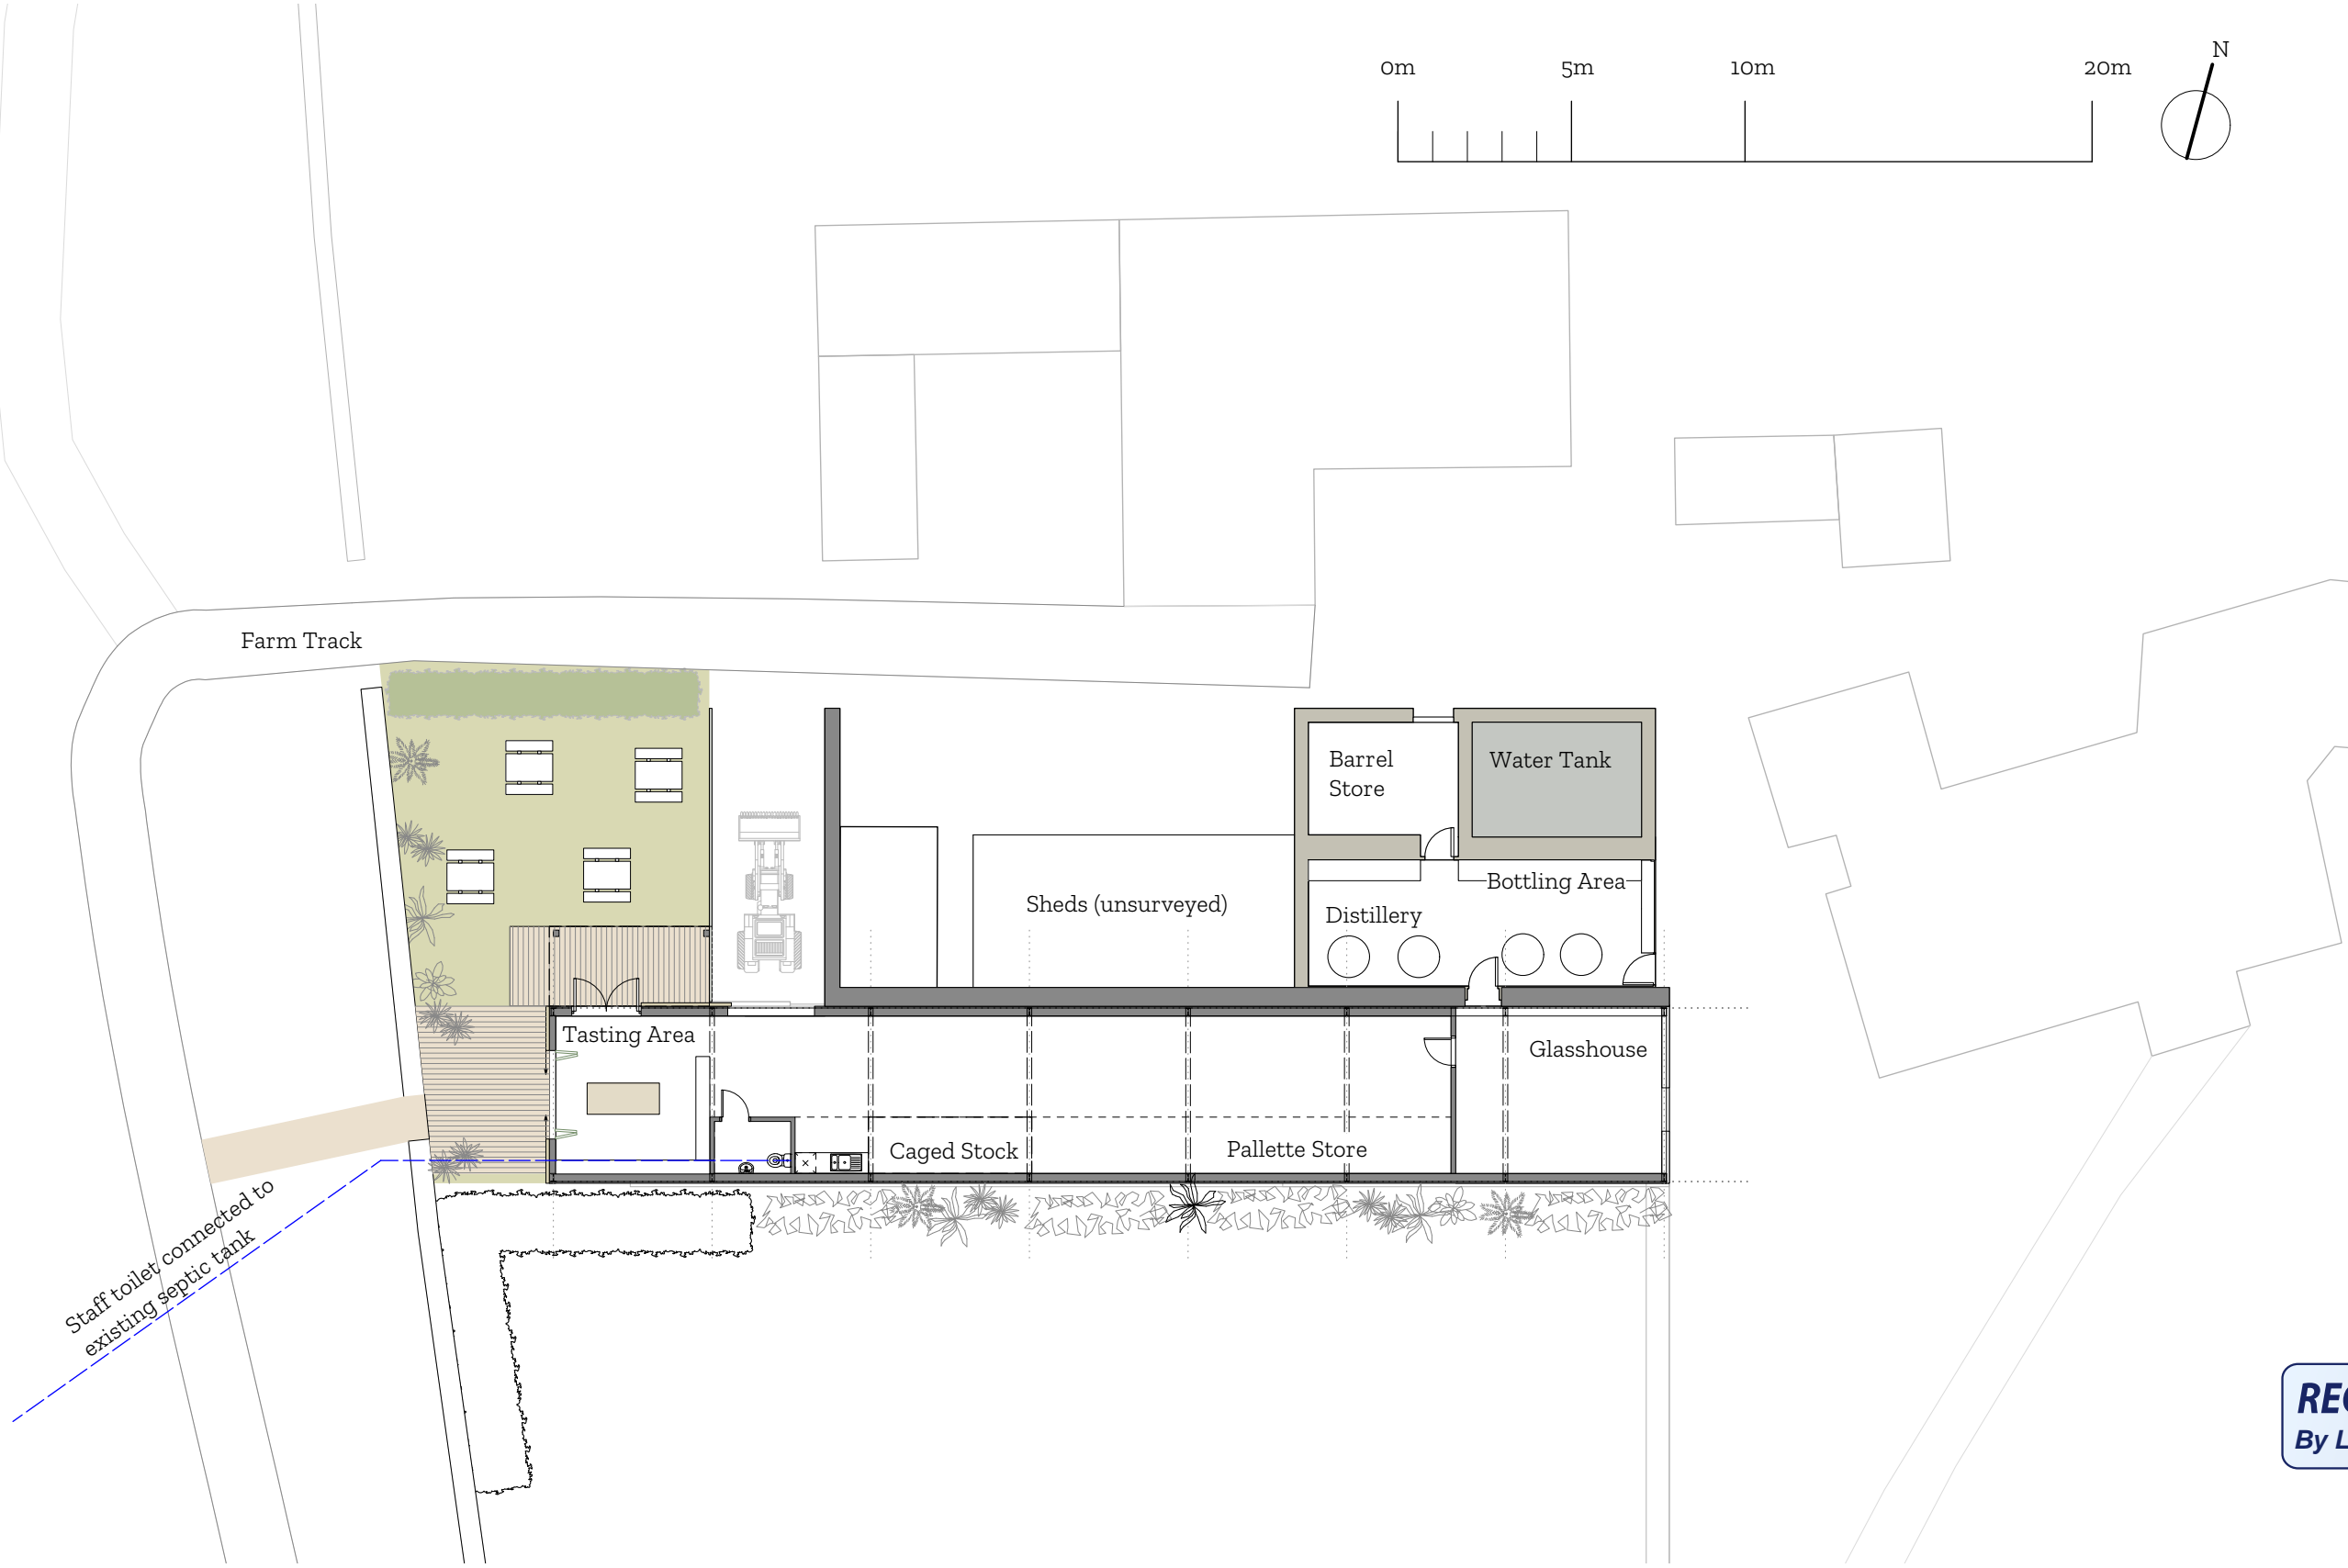 0m 5m 10m 20m N
Farm Track
Barrel
Store
Water Tank
Bottling Area
Sheds (unsurveyed)
Distillery
Tasting Area
Glasshouse
Caged Stock
Pallette Store
Staff toilet connected to
existing septic tank
By L